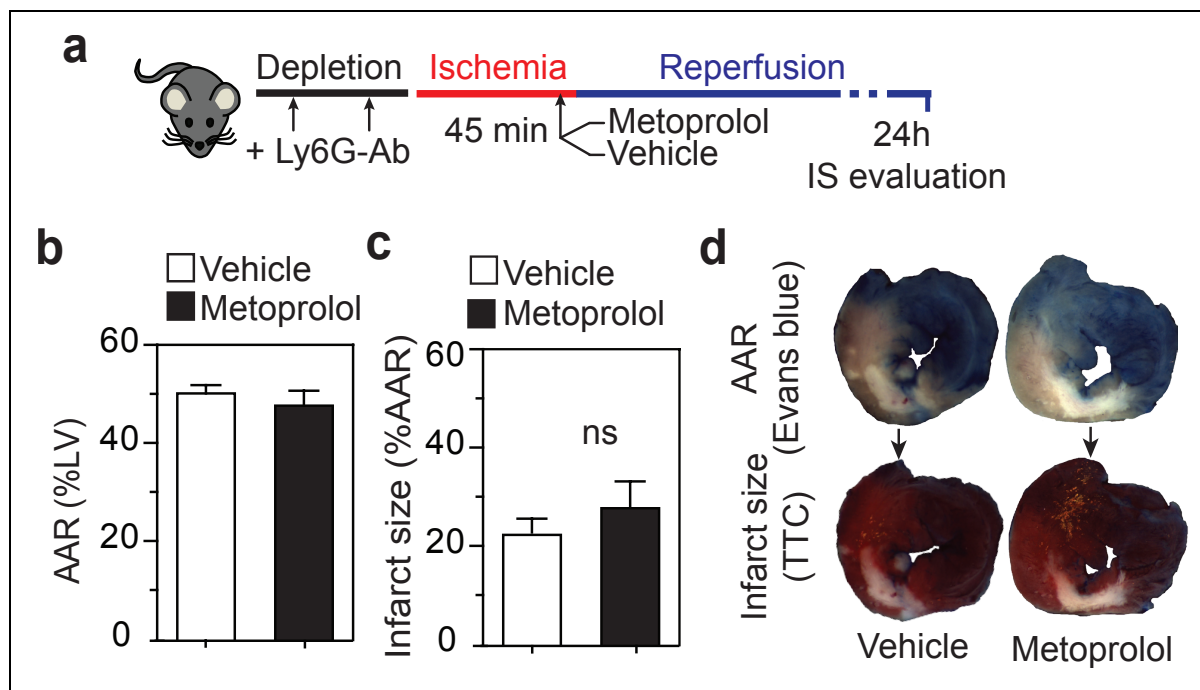 a
Depletion
Ischemia
Reperfusion
+ Ly6G-Ab
45 min
Metoprolol
Vehicle
24h
IS evaluation
b
Vehicle
Metoprolol
AAR (%LV)
60
40
20
0
c
Vehicle
Metoprolol
Infarct size (%AAR)
60
40
20
0
ns
d
AAR
(Evans blue)
Infarct size
(TTC)
Vehicle
Metoprolol